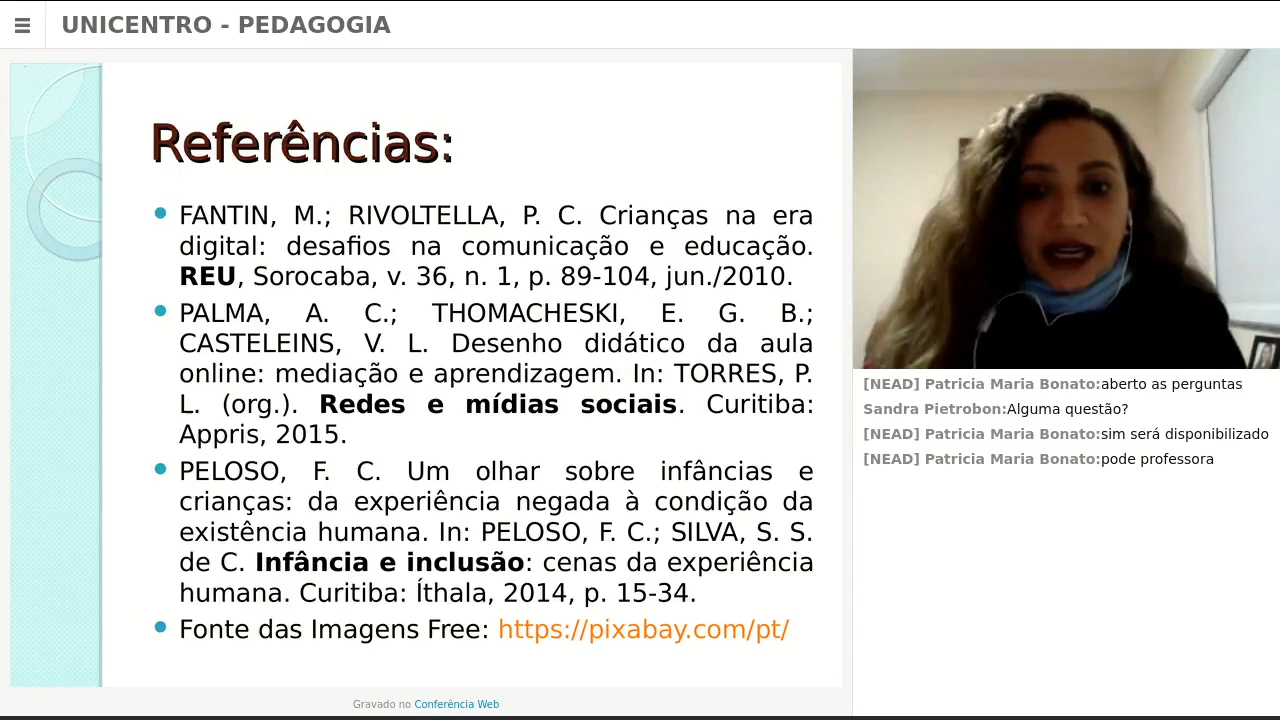 UNICENTRO - PEDAGOGIA
Referências:
FANTIN, M.; RIVOLTELLA, P. C. Crianças na era
digital: desafios na comunicação e educação.
REU, Sorocaba, v. 36, n. 1, p. 89-104, jun./2010.
PALMA, A. C.; THOMACHESKI, E. G. B.;
CASTELEINS, V. L. Desenho didático da aula
online: mediação e aprendizagem. In: TORRES, P.
L. (org.). Redes e mídias sociais. Curitiba:
Appris, 2015.
PELOSO, F. C. Um olhar sobre infâncias e
crianças: da experiência negada à condição da
existência humana. In: PELOSO, F. C.; SILVA, S. S.
de C. Infância e inclusão: cenas da experiência
humana. Curitiba: Íthala, 2014, p. 15-34.
Fonte das Imagens Free: https://pixabay.com/pt/
Gravado no Conferência Web
[NEAD] Patricia Maria Bonato:aberto as perguntas
Sandra Pietrobon:Alguma questão?
[NEAD] Patricia Maria Bonato:sim será disponibilizado
[NEAD] Patricia Maria Bonato:pode professora